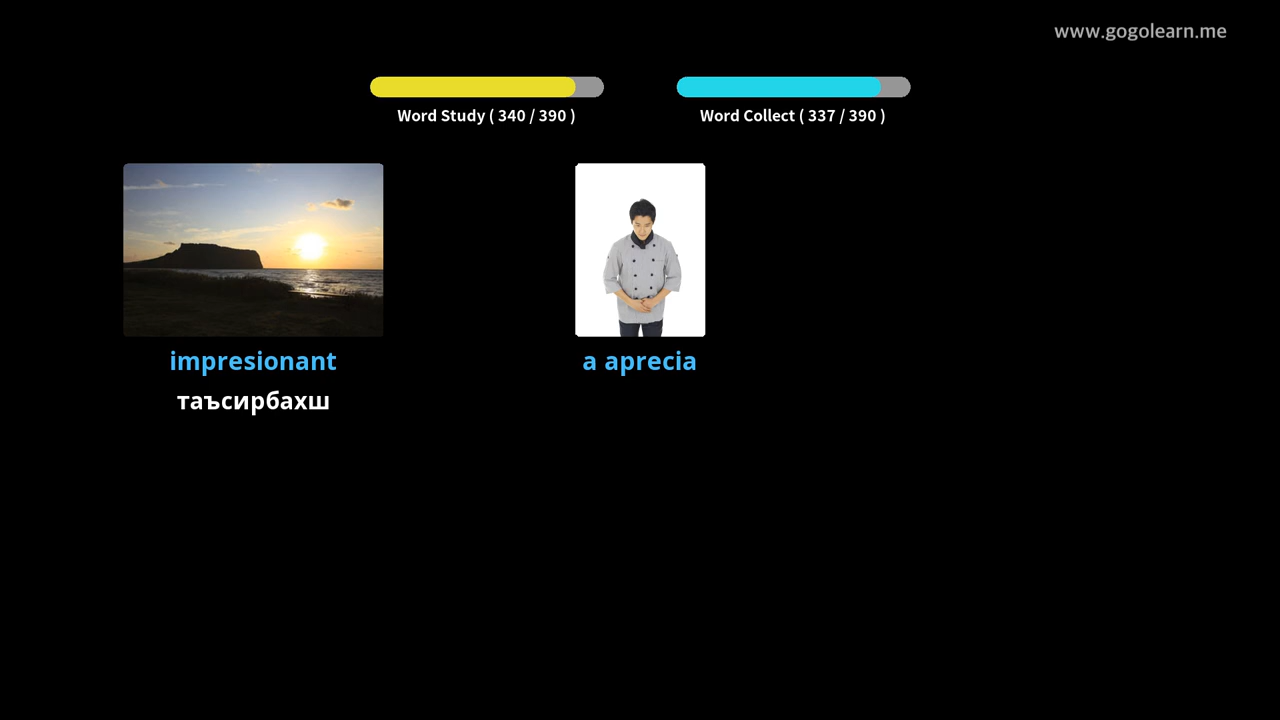 www.gogolearn.me
Word Study ( 340 / 390 )
Word Collect ( 337 / 390 )
impresionant
таъсирбахш
a aprecia